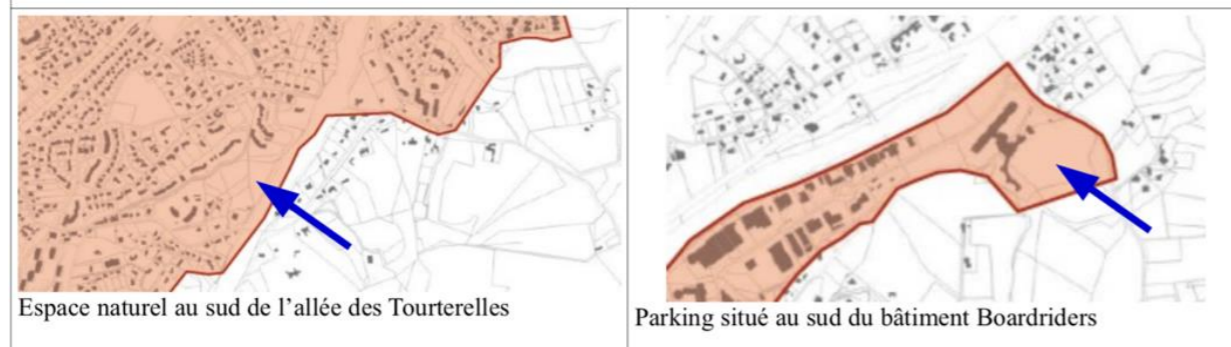 Espace naturel au sud de l’allée des Tourterelles
Parking situé au sud du bâtiment Boardriders